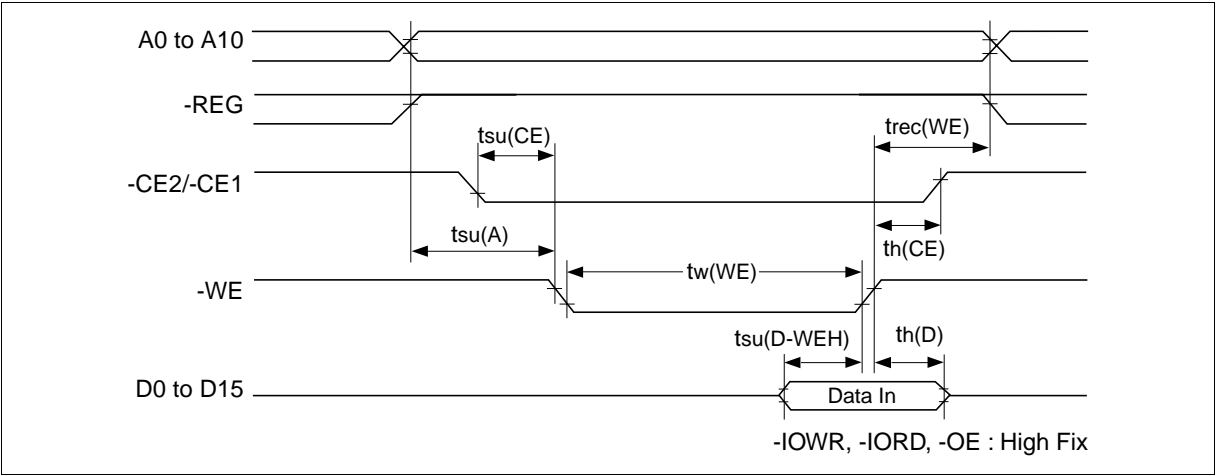 A0 to A10
-REG
tsu(CE)
trec(WE)
-CE2/-CE1
tsu(A)
th(CE)
tw(WE)
-WE
tsu(D-WEH)
th(D)
D0 to D15
Data In
-IOWR, -IORD, -OE : High Fix